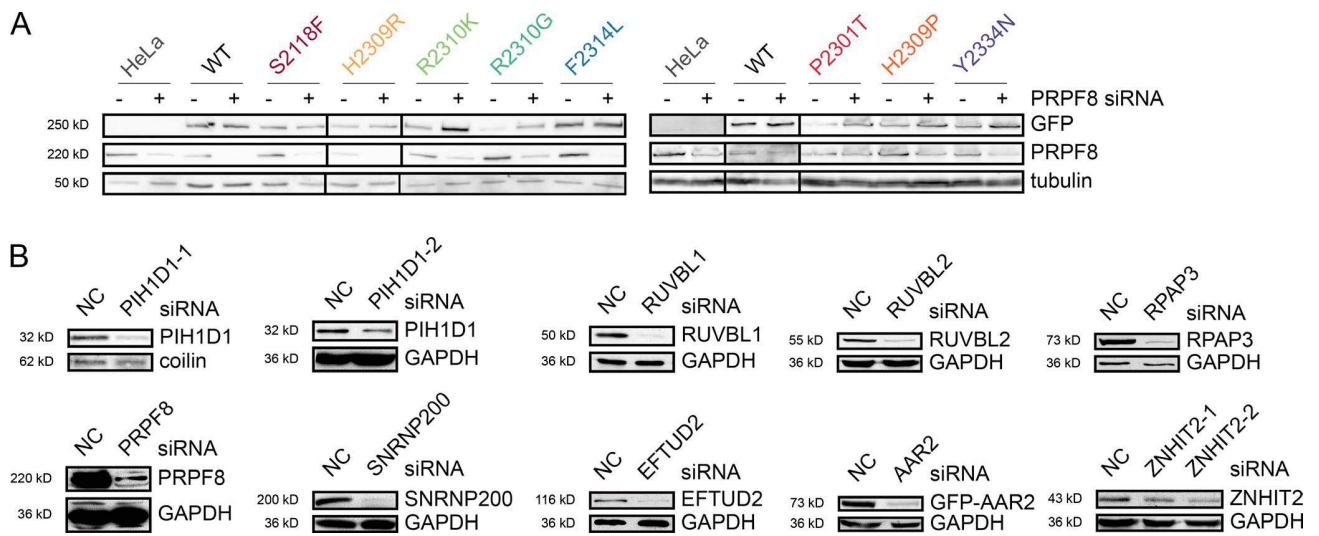 A
HeLa WT S2118F H2309R R2310K R2310G F2314L HeLa WT P2301T H2309P Y2334N
- + - + - + - + - + - + - + - + - + - + - + - + PRPF8 siRNA
250 kD GFP
220 kD PRPF8
50 kD tubulin
B
NC PIH1D1-1 siRNA
32 kD PIH1D1
62 kD coilin
NC PIH1D1-2 siRNA
32 kD PIH1D1
36 kD GAPDH
NC RUVBL1 siRNA
50 kD RUVBL1
36 kD GAPDH
NC RUVBL2 siRNA
55 kD RUVBL2
36 kD GAPDH
NC RPAP3 siRNA
73 kD RPAP3
36 kD GAPDH
NC PRPF8 siRNA
220 kD PRPF8
36 kD GAPDH
NC SNRNP200 siRNA
200 kD SNRNP200
36 kD GAPDH
NC EFTUD2 siRNA
116 kD EFTUD2
36 kD GAPDH
NC AAR2 siRNA
73 kD GFP-AAR2
36 kD GAPDH
NC ZNHIT2-1 ZNHIT2-2 siRNA
43 kD ZNHIT2
36 kD GAPDH